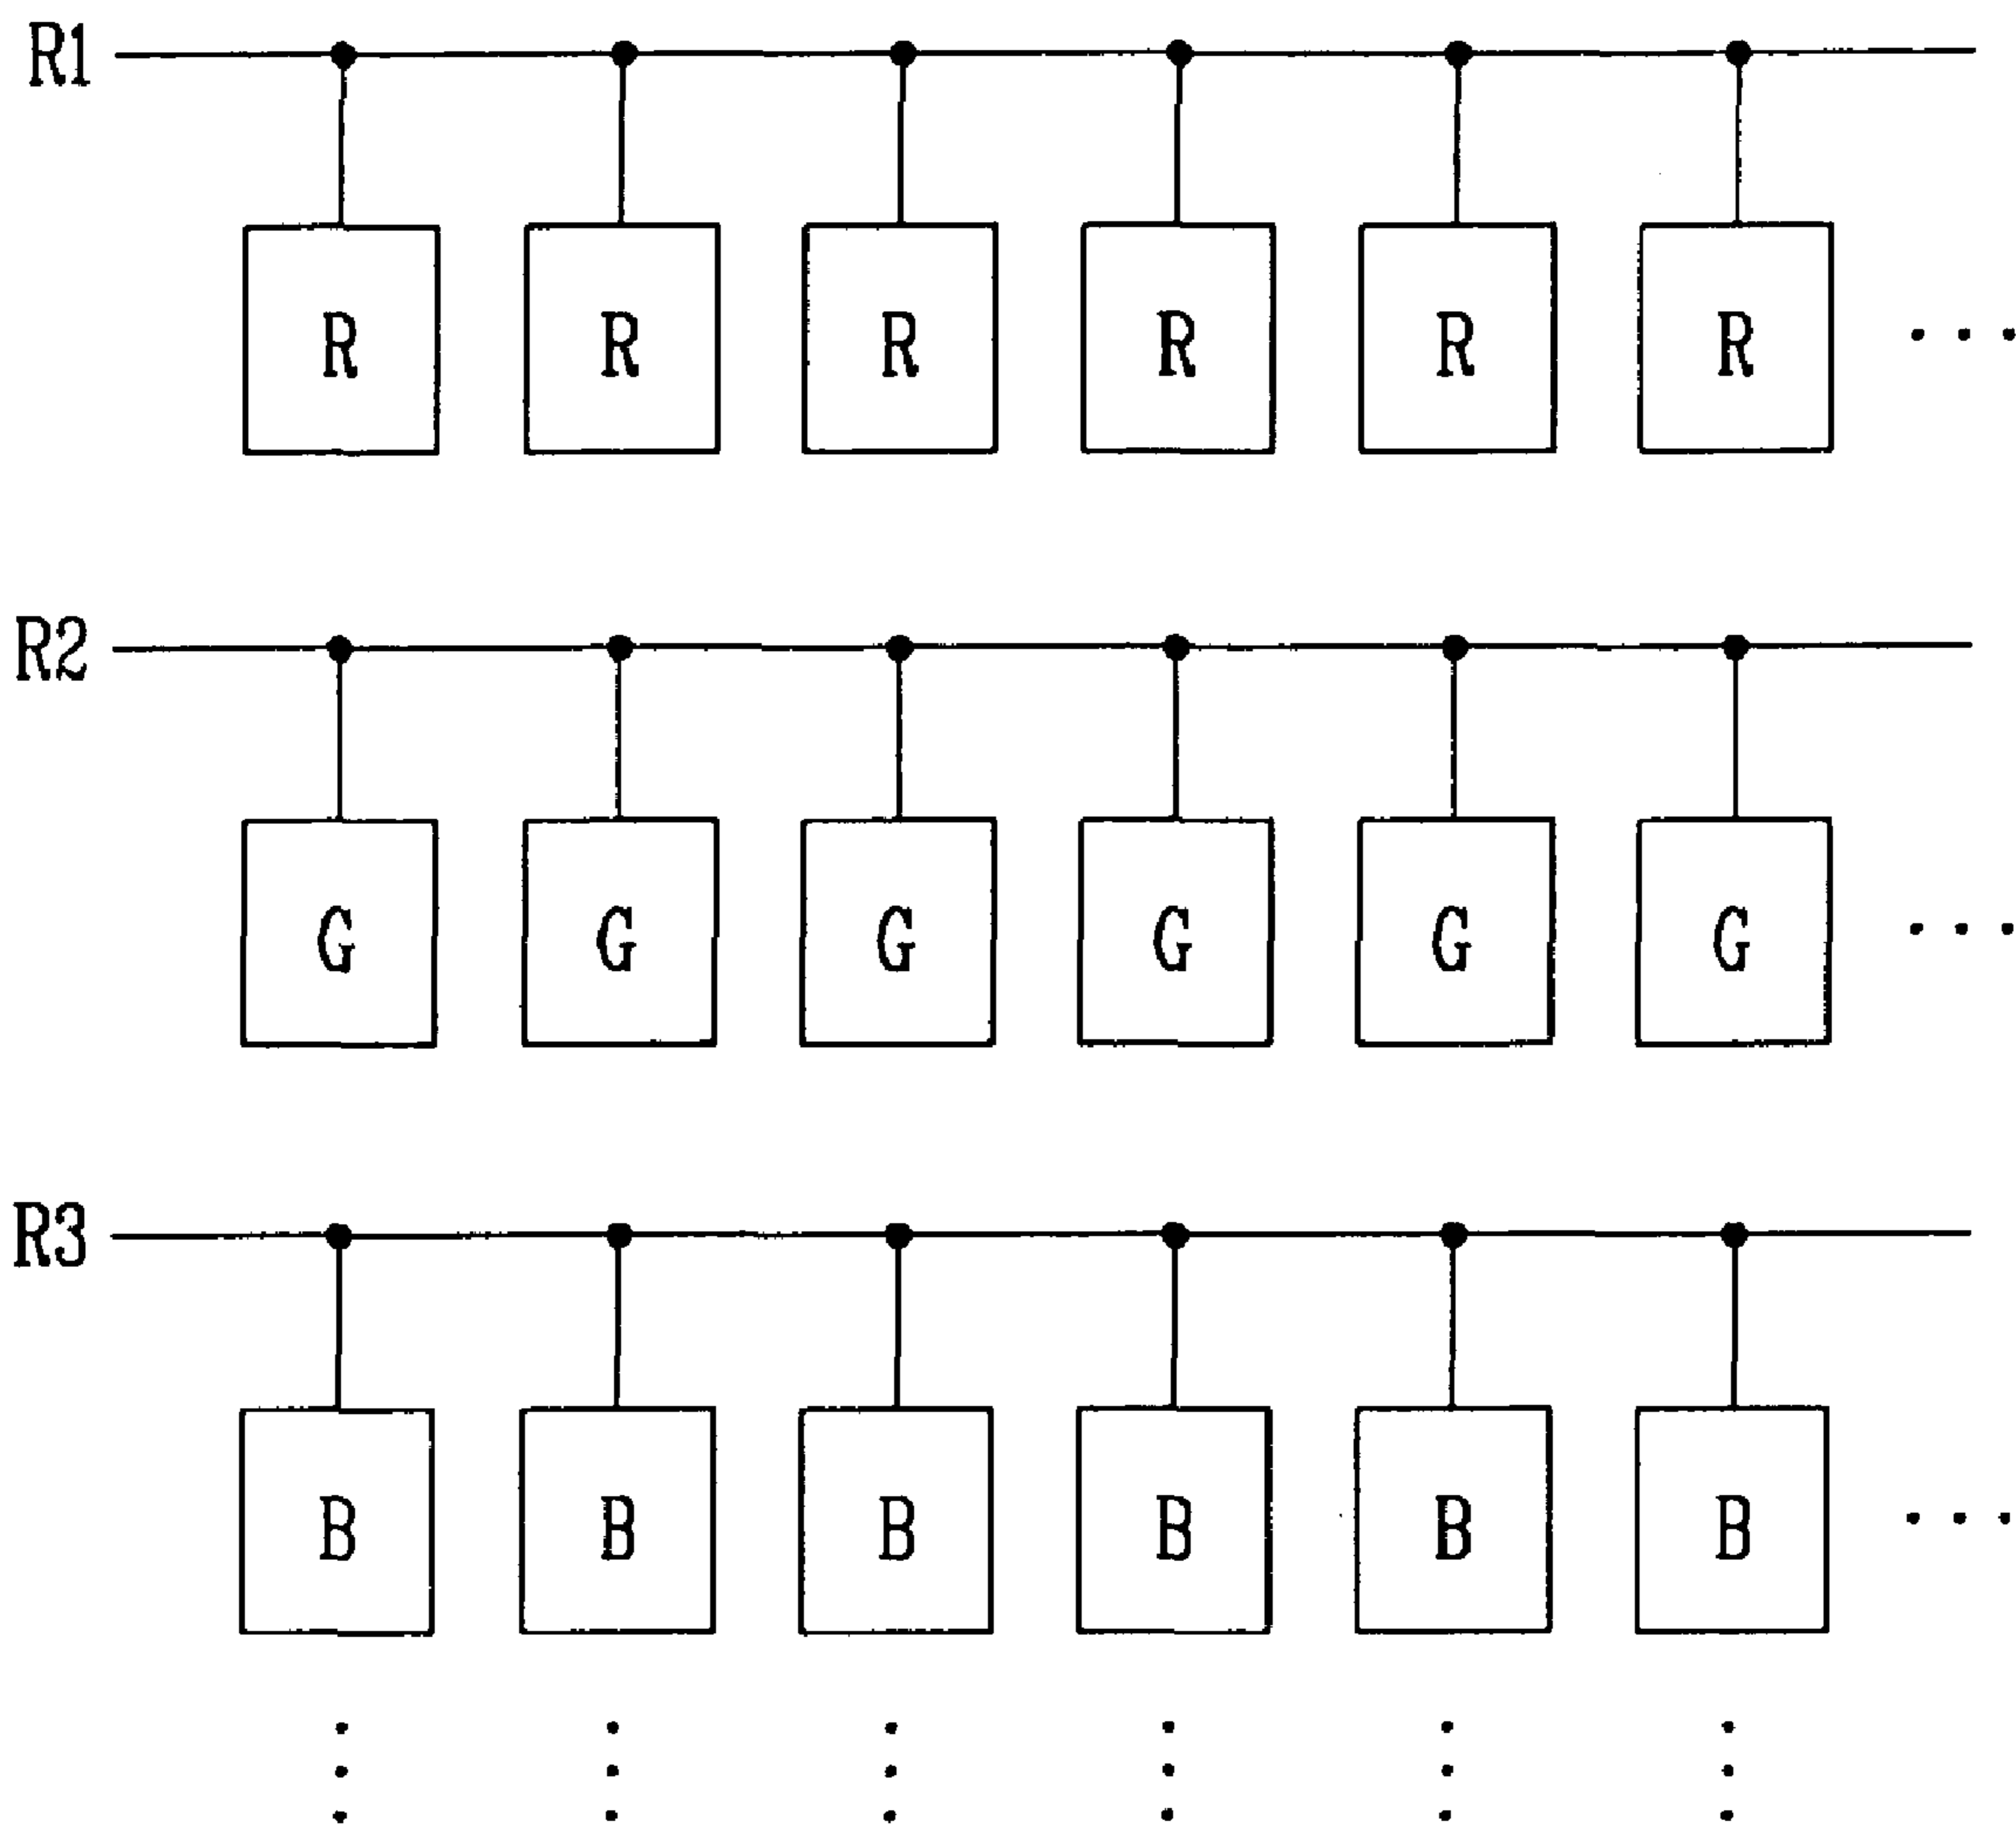 R1
R R R R R R . . .
R2
G G G G G G . . .
R3
B B B B B B . . .